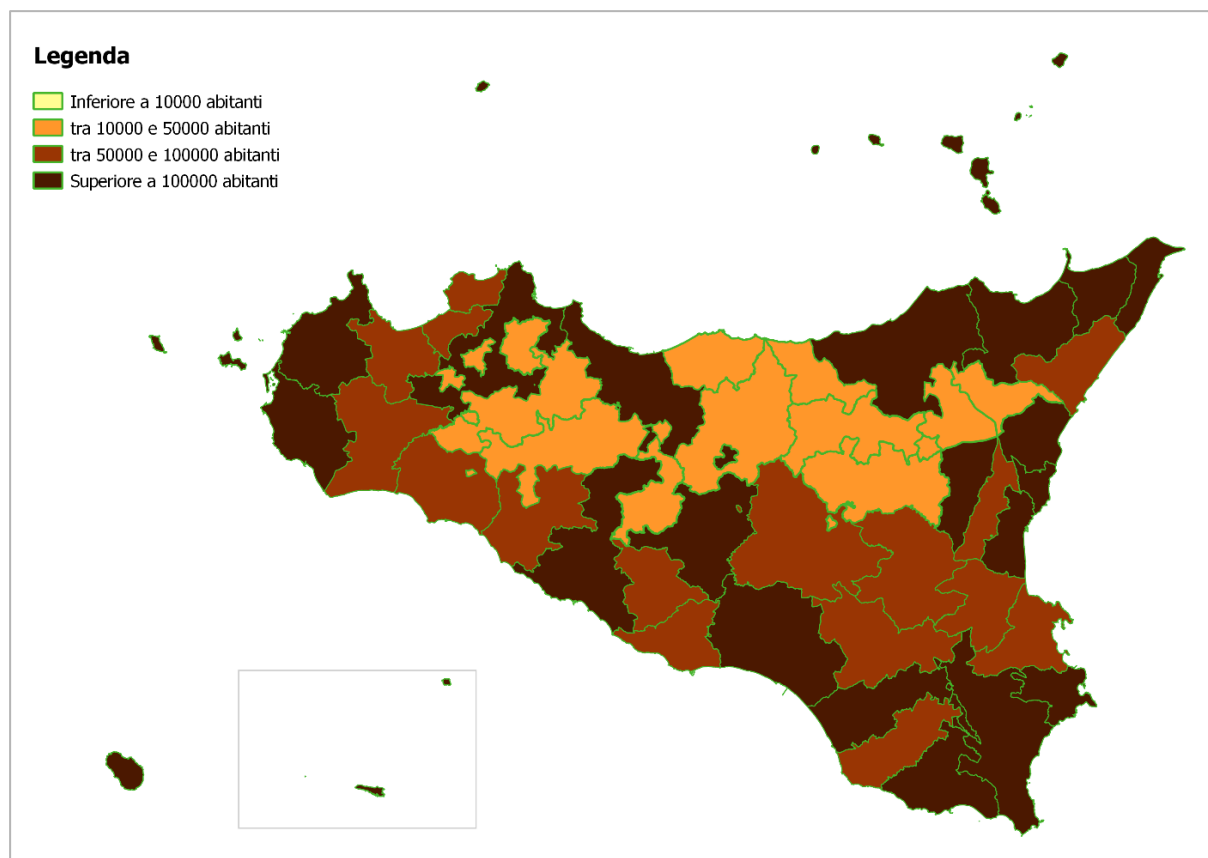 Legenda
Inferiore a 10000 abitanti
tra 10000 e 50000 abitanti
tra 50000 e 100000 abitanti
Superiore a 100000 abitanti